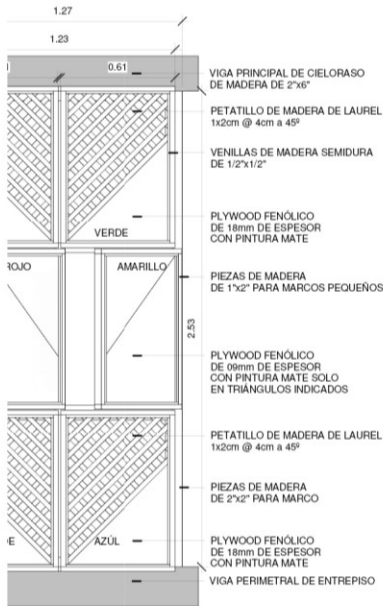 1.27
1.23
0.61
VIGA PRINCIPAL DE CIELORASO
DE MADERA DE 2"x6"
PETATILLO DE MADERA DE LAUREL
1x2cm @ 4cm a 45º
VENILLAS DE MADERA SEMIDURA
DE 1/2"x1/2"
VERDE
PLYWOOD FENÓLICO
DE 18mm DE ESPESOR
CON PINTURA MATE
ROJO
AMARILLO
PIEZAS DE MADERA
DE 1"x2" PARA MARCOS PEQUEÑOS
2.53
PLYWOOD FENÓLICO
DE 09mm DE ESPESOR
CON PINTURA MATE SOLO
EN TRIÁNGULOS INDICADOS
PETATILLO DE MADERA DE LAUREL
1x2cm @ 4cm a 45º
PIEZAS DE MADERA
DE 2"x2" PARA MARCO
AZÚL
PLYWOOD FENÓLICO
DE 18mm DE ESPESOR
CON PINTURA MATE
VIGA PERIMETRAL DE ENTREPISO